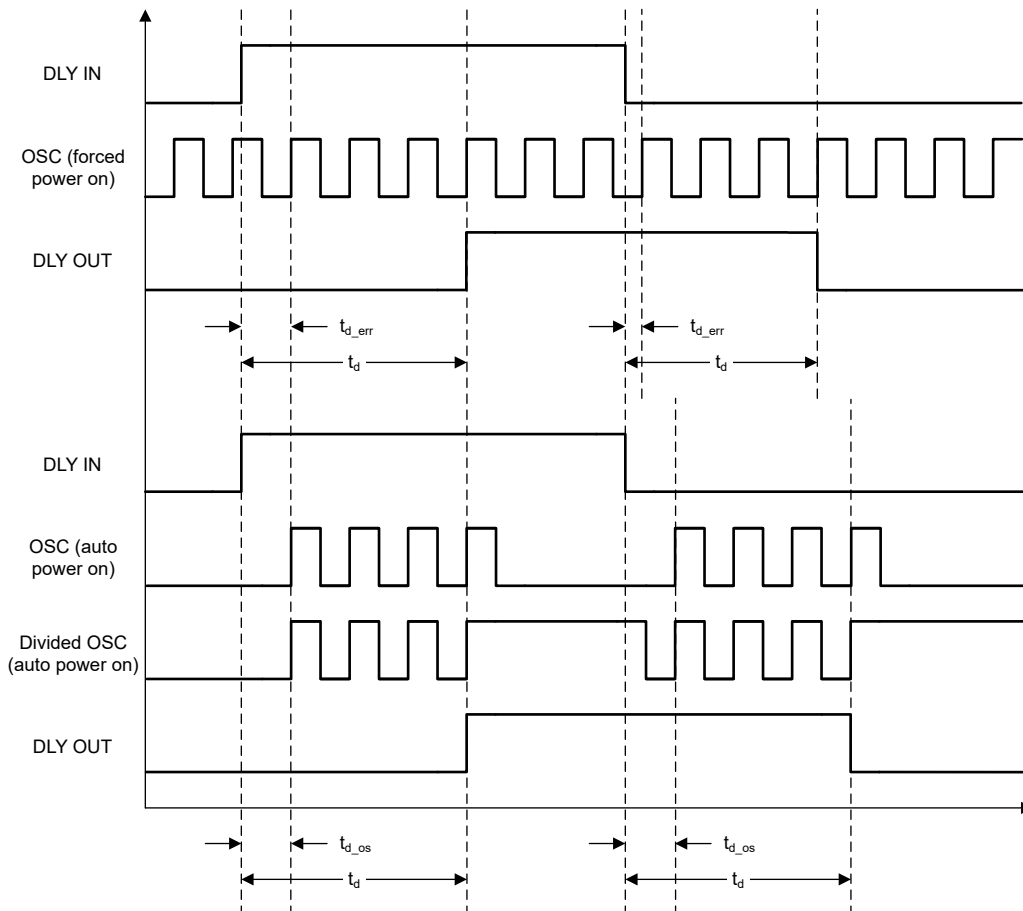 DLY IN
OSC (forced
power on)
DLY OUT
t_d_err
t_d_err
t_d
t_d
DLY IN
OSC (auto
power on)
Divided OSC
(auto power on)
DLY OUT
t_d_os
t_d_os
t_d
t_d